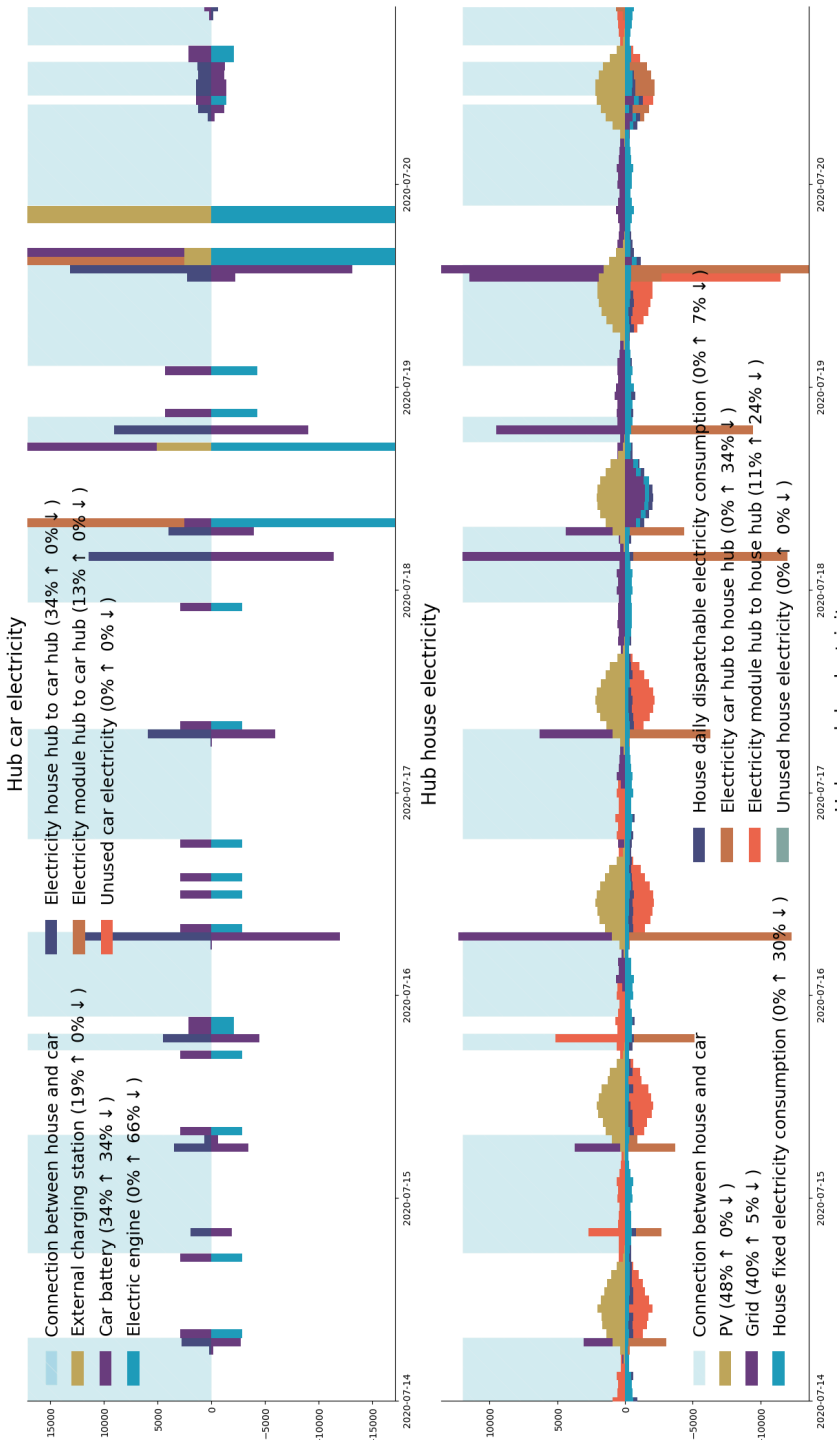 Hub car electricity
Connection between house and car
External charging station (19%↑ 0%↓)
Car battery (34%↑ 34%↓)
Electric engine (0%↑ 66%↓)
Electricity house hub to car hub (34%↑ 0%↓)
Electricity module hub to car hub (13%↑ 0%↓)
Unused car electricity (0%↑ 0%↓)
15000
10000
5000
0
−5000
−10000
−15000
2020-07-14
2020-07-15
2020-07-16
2020-07-17
2020-07-18
2020-07-19
2020-07-20
Hub house electricity
Connection between house and car
PV (48%↑ 0%↓)
Grid (40%↑ 5%↓)
House fixed electricity consumption (0%↑ 30%↓)
House daily dispatchable electricity consumption (0%↑ 7%↓)
Electricity car hub to house hub (0%↑ 34%↓)
Electricity module hub to house hub (11%↑ 24%↓)
Unused house electricity (0%↑ 0%↓)
10000
5000
0
−5000
−10000
2020-07-14
2020-07-15
2020-07-16
2020-07-17
2020-07-18
2020-07-19
2020-07-20